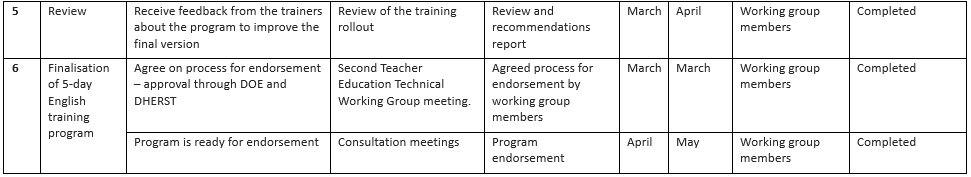 5 Review Receive feedback from the trainers Review of the training Review and March April Working group Completed
about the program to improve the rollout recommendations members
final version report
6 Finalisation Agree on process for endorsement Second Teacher Agreed process for March March Working group Completed
of 5-day – approval through DOE and Education Technical endorsement by members
English DHERST Working Group meeting. working group
training members
program
Program is ready for endorsement Consultation meetings Program April May Working group Completed
endorsement members